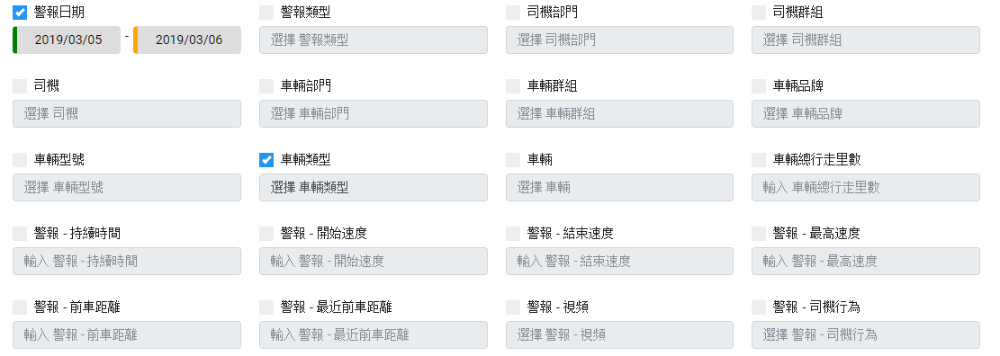 警報日期 警報類型 司機部門 司機群組
2019/03/05 - 2019/03/06 選擇 警報類型 選擇 司機部門 選擇 司機群組
司機 車輛部門 車輛群組 車輛品牌
選擇 司機 選擇 車輛部門 選擇 車輛群組 選擇 車輛品牌
車輛型號 車輛類型 車輛 車輛總行走里數
選擇 車輛型號 選擇 車輛類型 選擇 車輛 輸入 車輛總行走里數
警報 - 持續時間 警報 - 開始速度 警報 - 結束速度 警報 - 最高速度
輸入 警報 - 持續時間 輸入 警報 - 開始速度 輸入 警報 - 結束速度 輸入 警報 - 最高速度
警報 - 前車距離 警報 - 最近前車距離 警報 - 視頻 警報 - 司機行為
輸入 警報 - 前車距離 輸入 警報 - 最近前車距離 選擇 警報 - 視頻 選擇 警報 - 司機行為